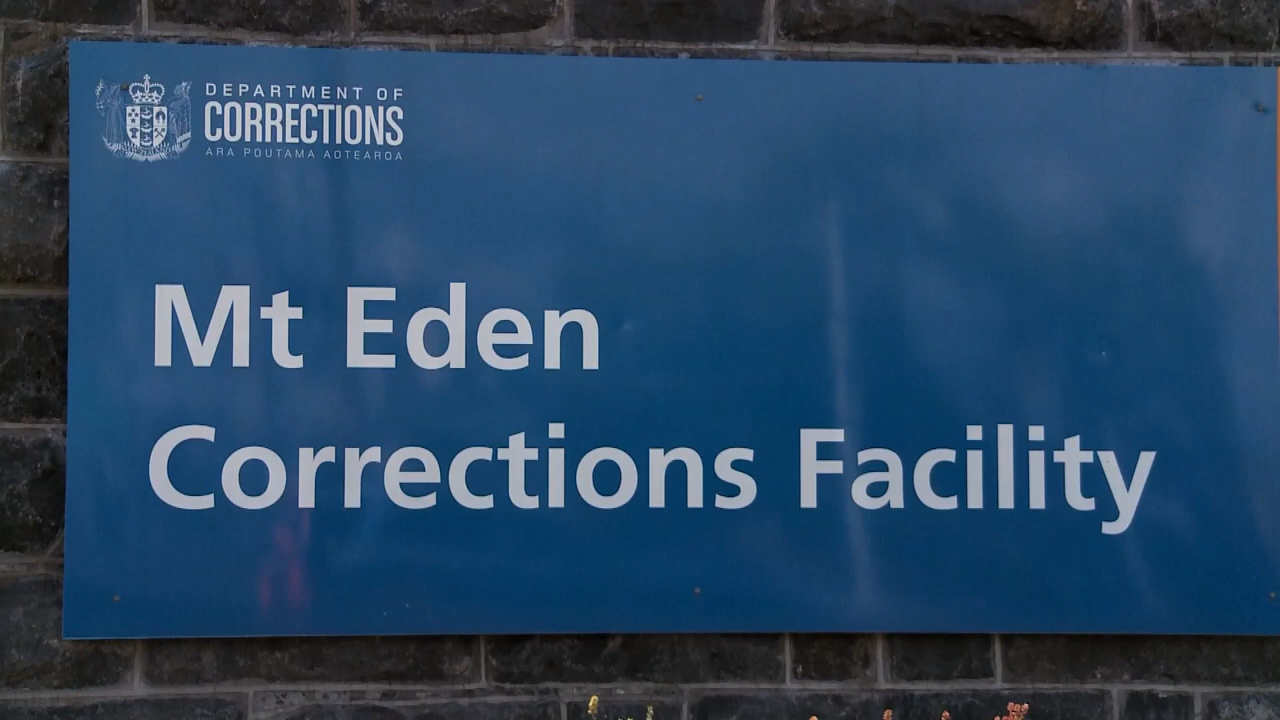 DEPARTMENT OF
CORRECTIONS
ARA POUTAMA AOTEAROA
Mt Eden
Corrections Facility